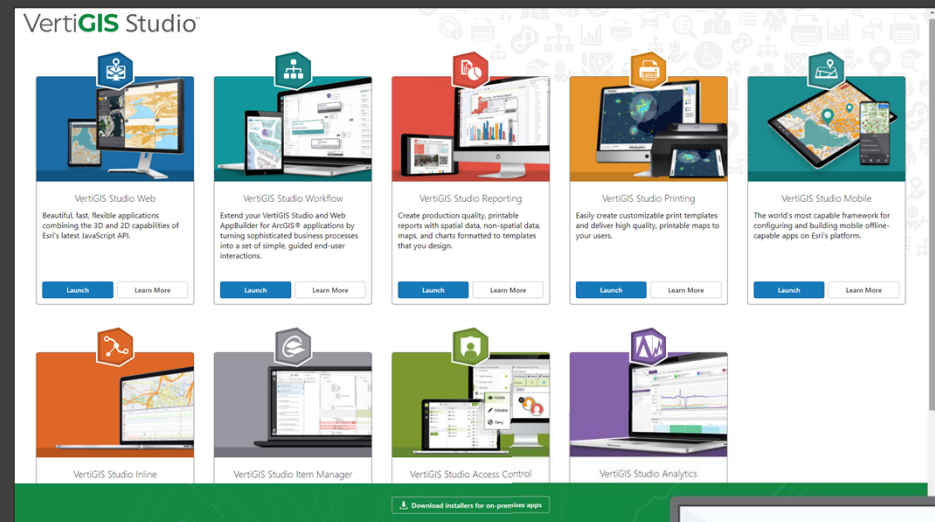 VertiGIS Studio™
VertiGIS Studio Web
Beautiful, fast, flexible applications
combining the 3D and 2D capabilities of
Esri's latest JavaScript API.
Launch
Learn More
VertiGIS Studio Workflow
Extend your VertiGIS Studio and Web
AppBuilder for ArcGIS® applications by
turning sophisticated business processes
into a set of simple, guided end-user
interactions.
Launch
Learn More
VertiGIS Studio Reporting
Create production quality, printable
reports with spatial data, non-spatial data,
maps, and charts formatted to templates
that you design.
Launch
Learn More
VertiGIS Studio Printing
Easily create customizable print templates
and deliver high quality, printable maps to
your users.
Launch
Learn More
VertiGIS Studio Mobile
The world's most capable framework for
configuring and building mobile offline-
capable apps on Esri's platform.
Launch
Learn More
VertiGIS Studio Inline
VertiGIS Studio Item Manager
Visible
Editable
Deny
VertiGIS Studio Access Control
VertiGIS Studio Analytics
Download installers for on-premises apps